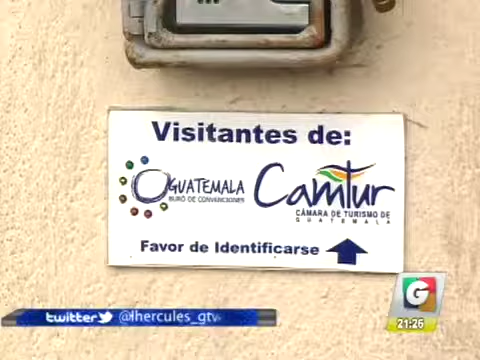 Visitantes de:
GUATEMALA
BURÓ DE CONVENCIONES
Camtur
CÁMARA DE TURISMO DE
GUATEMALA
Favor de Identificarse
G
twitter @lhercules_gtv
21:26